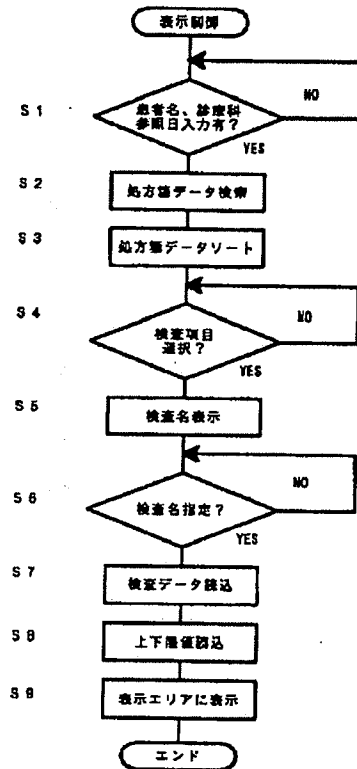 表示制御
S1
患者名、診療科
参照日入力有?
NO
YES
S2
処方箋データ検索
S3
処方箋データソート
S4
検査項目
選択?
NO
YES
S5
検査名表示
S6
検査名指定?
NO
YES
S7
検査データ読込
S8
上下限値読込
S9
表示エリアに表示
エンド